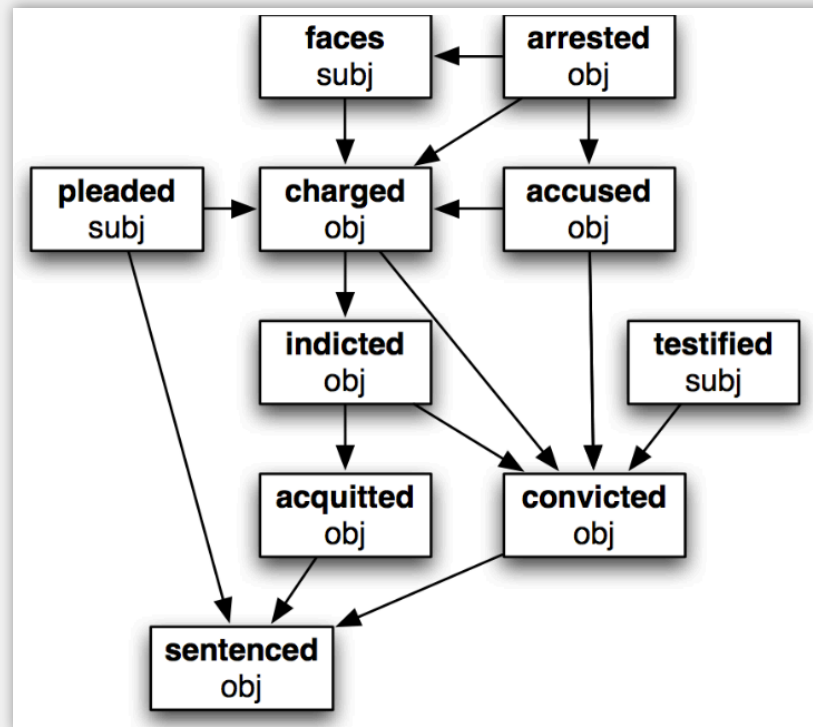 faces
subj
arrested
obj
pleaded
subj
charged
obj
accused
obj
indicted
obj
testified
subj
acquitted
obj
convicted
obj
sentenced
obj